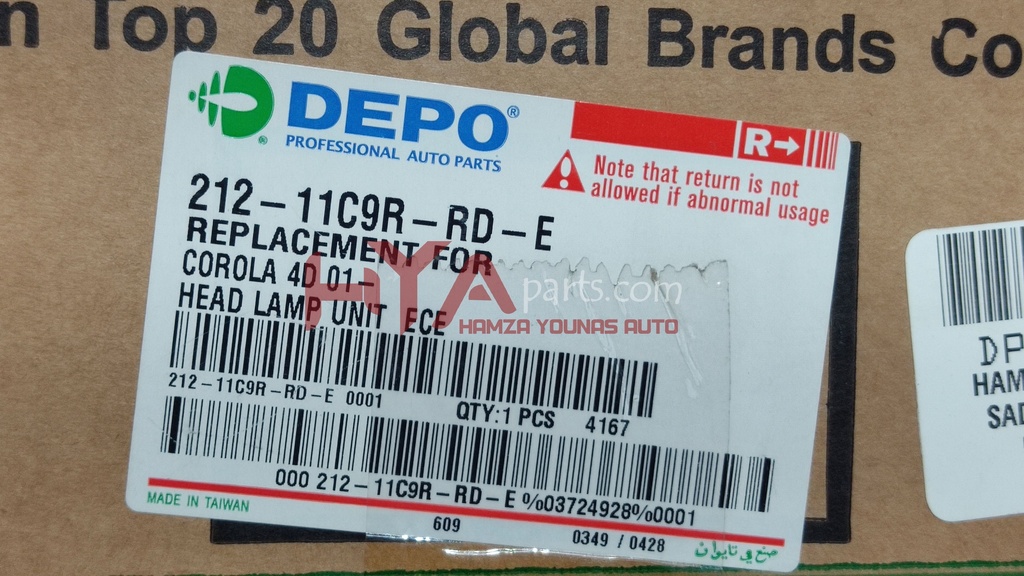 n Top 20 Global Brands Co
DEPO®
PROFESSIONAL AUTO PARTS
R→
Note that return is not
allowed if abnormal usage
212-11C9R-RD-E
REPLACEMENT FOR
COROLA 4D 01-
HEAD LAMP UNIT ECE
HYAparts.com
HAMZA YOUNAS AUTO
212-11C9R-RD-E 0001
QTY:1 PCS 4167
000 212-11C9R-RD-E%03724928%0001
MADE IN TAIWAN
609
0349 / 0428
صنع في تايوان
DP
HAM
SAD